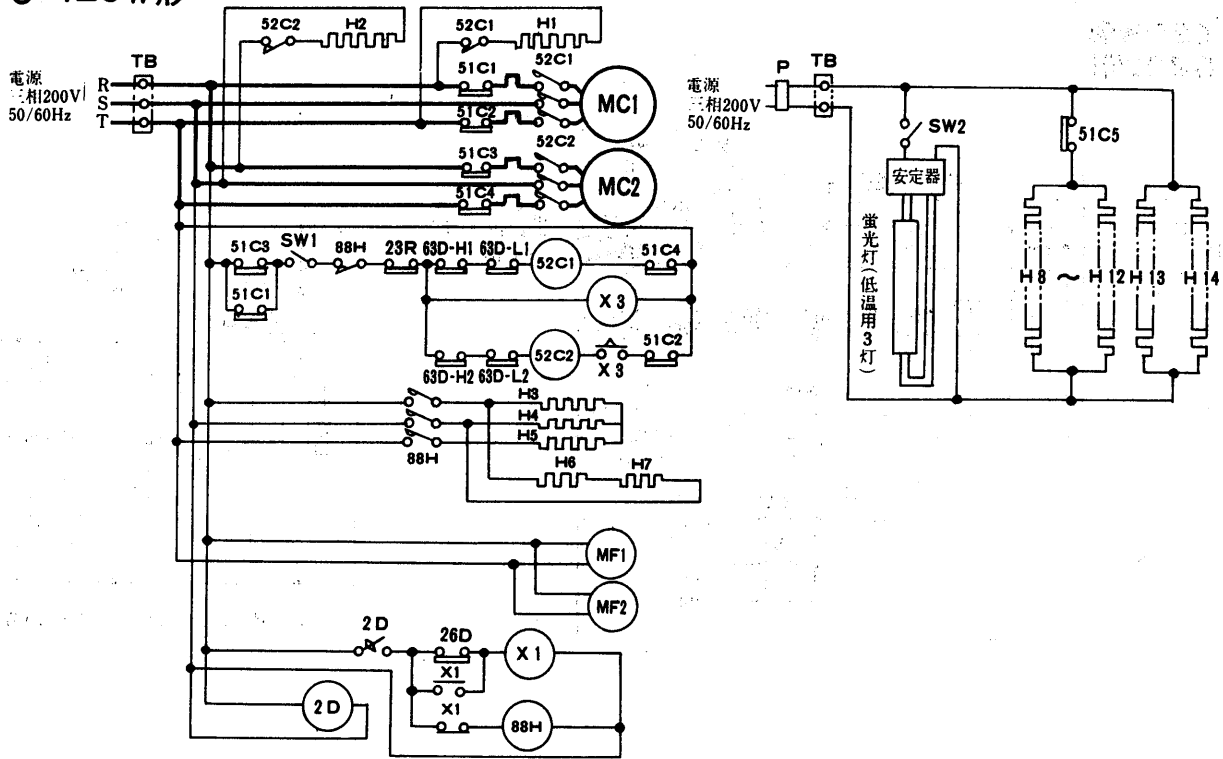 52C2
H2
52C1
H1
TB
電源
三相200V
50/60Hz
R
S
T
51C1
52C1
51C2
MC1
52C2
51C3
51C4
MC2
51C3
SW1
88H
23R
63D-H1
63D-L1
52C1
51C4
51C1
X3
63D-H2
63D-L2
52C2
X3
51C2
H3
H4
H5
88H
H6
H7
MF1
MF2
2D
26D
X1
X1
X1
2D
88H
電源
三相200V
50/60Hz
P
TB
SW2
51C5
安定器
蛍光灯(低温用3灯)
H8
~
H12
H13
H14